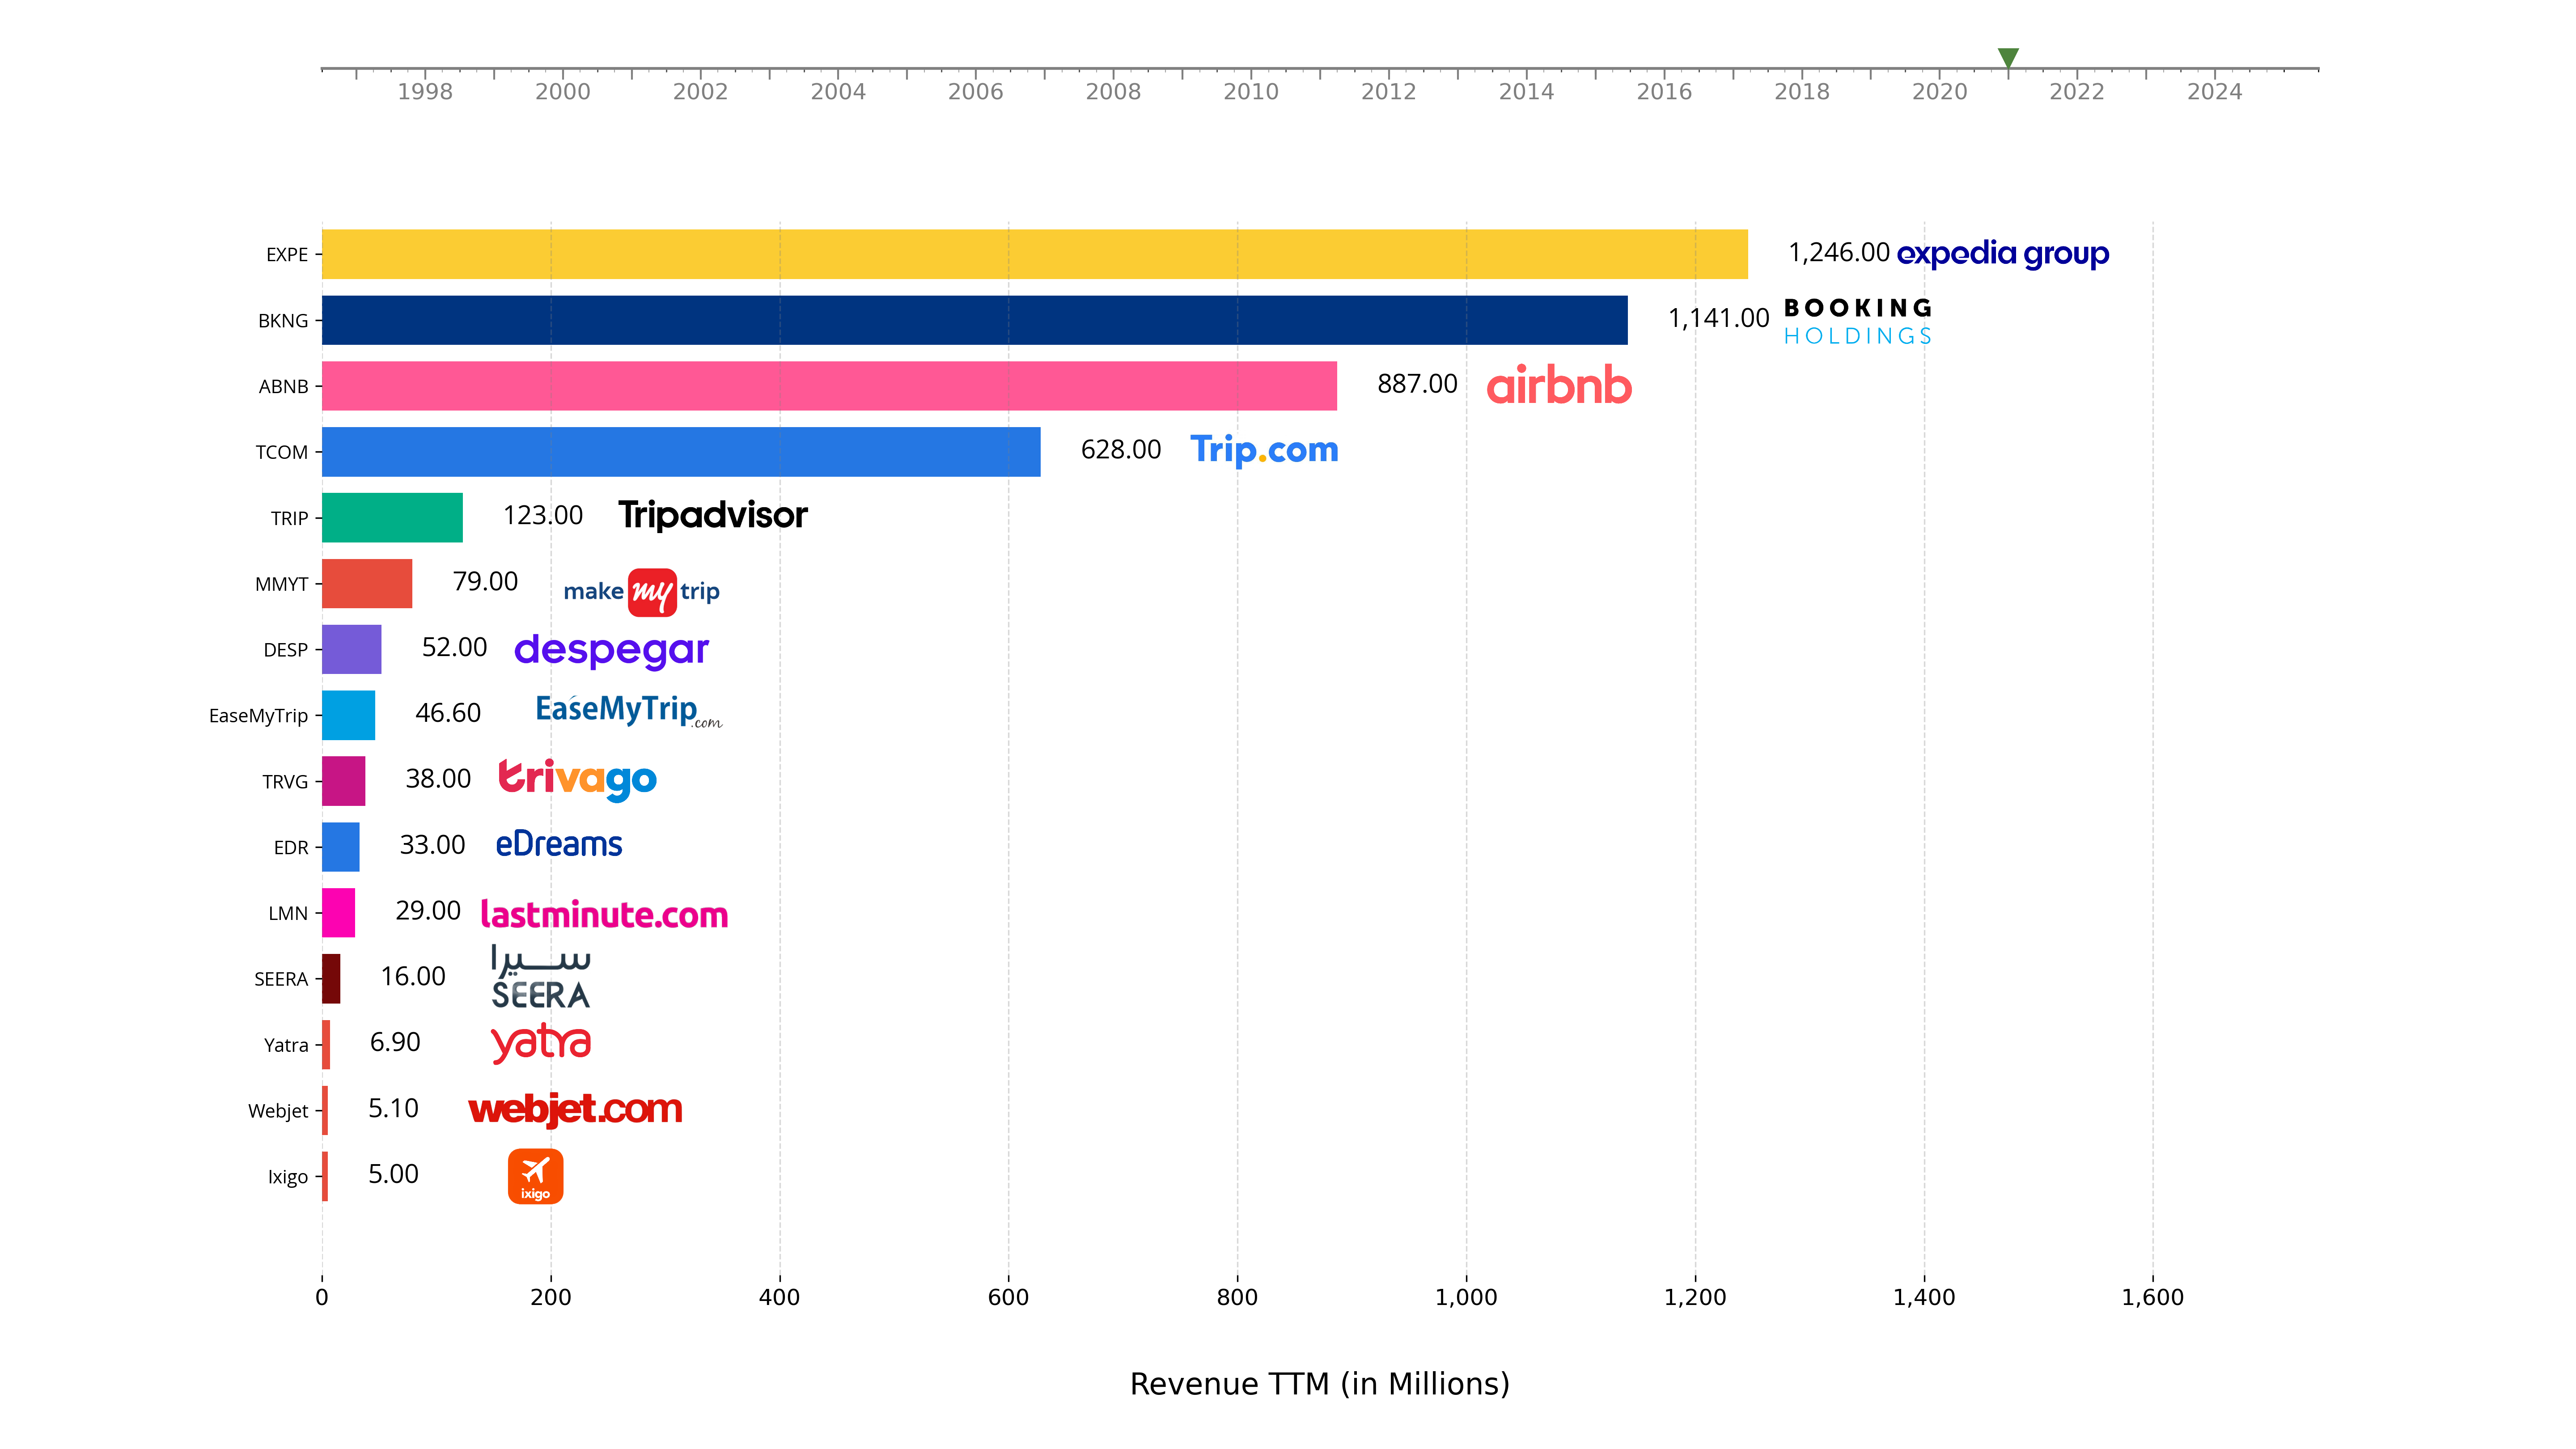 1998 2000 2002 2004 2006 2008 2010 2012 2014 2016 2018 2020 2022 2024
EXPE 1,246.00 expedia group
BKNG 1,141.00 BOOKING
HOLDINGS
ABNB 887.00 airbnb
TCOM 628.00 Trip.com
TRIP 123.00 Tripadvisor
MMYT 79.00 make my trip
DESP 52.00 despegar
EaseMyTrip 46.60 EaseMyTrip.com
TRVG 38.00 trivago
EDR 33.00 eDreams
LMN 29.00 lastminute.com
سيرا
SEERA 16.00 SEERA
Yatra 6.90 yatra
Webjet 5.10 webjet.com
Ixigo 5.00 ixigo
0 200 400 600 800 1,000 1,200 1,400 1,600
Revenue TTM (in Millions)